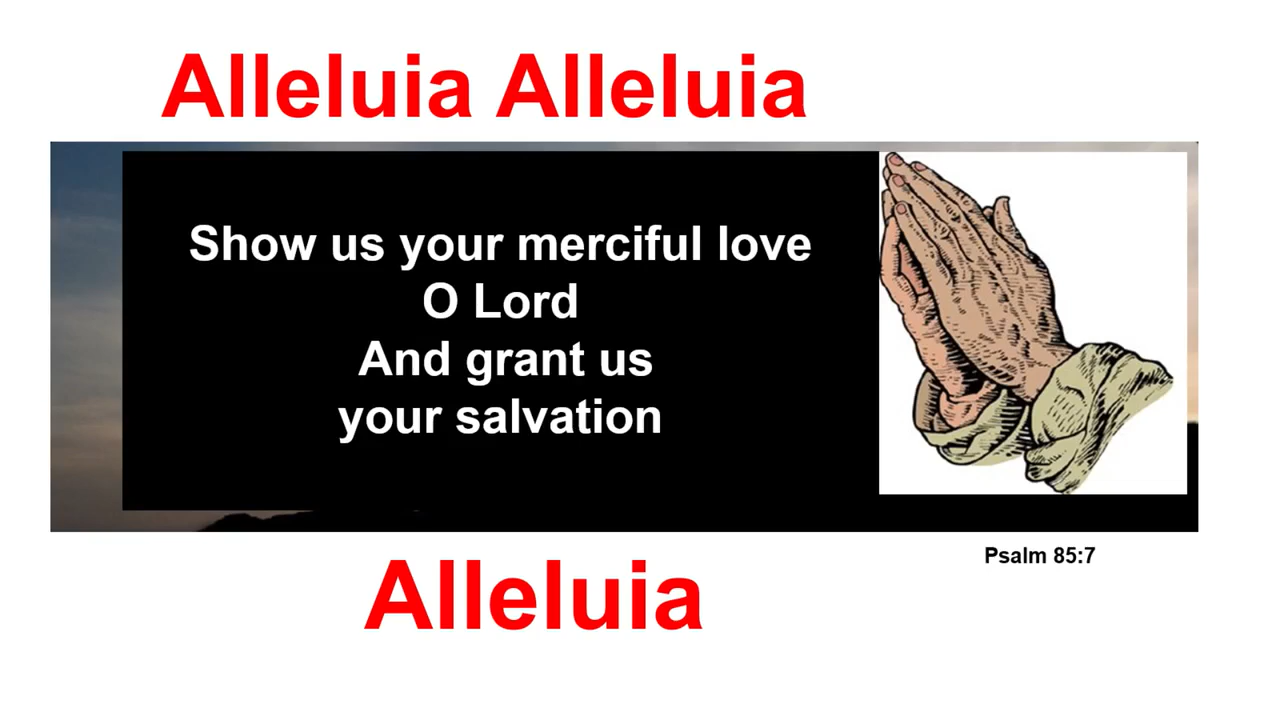 Alleluia Alleluia
Show us your merciful love
O Lord
And grant us
your salvation
Psalm 85:7
Alleluia